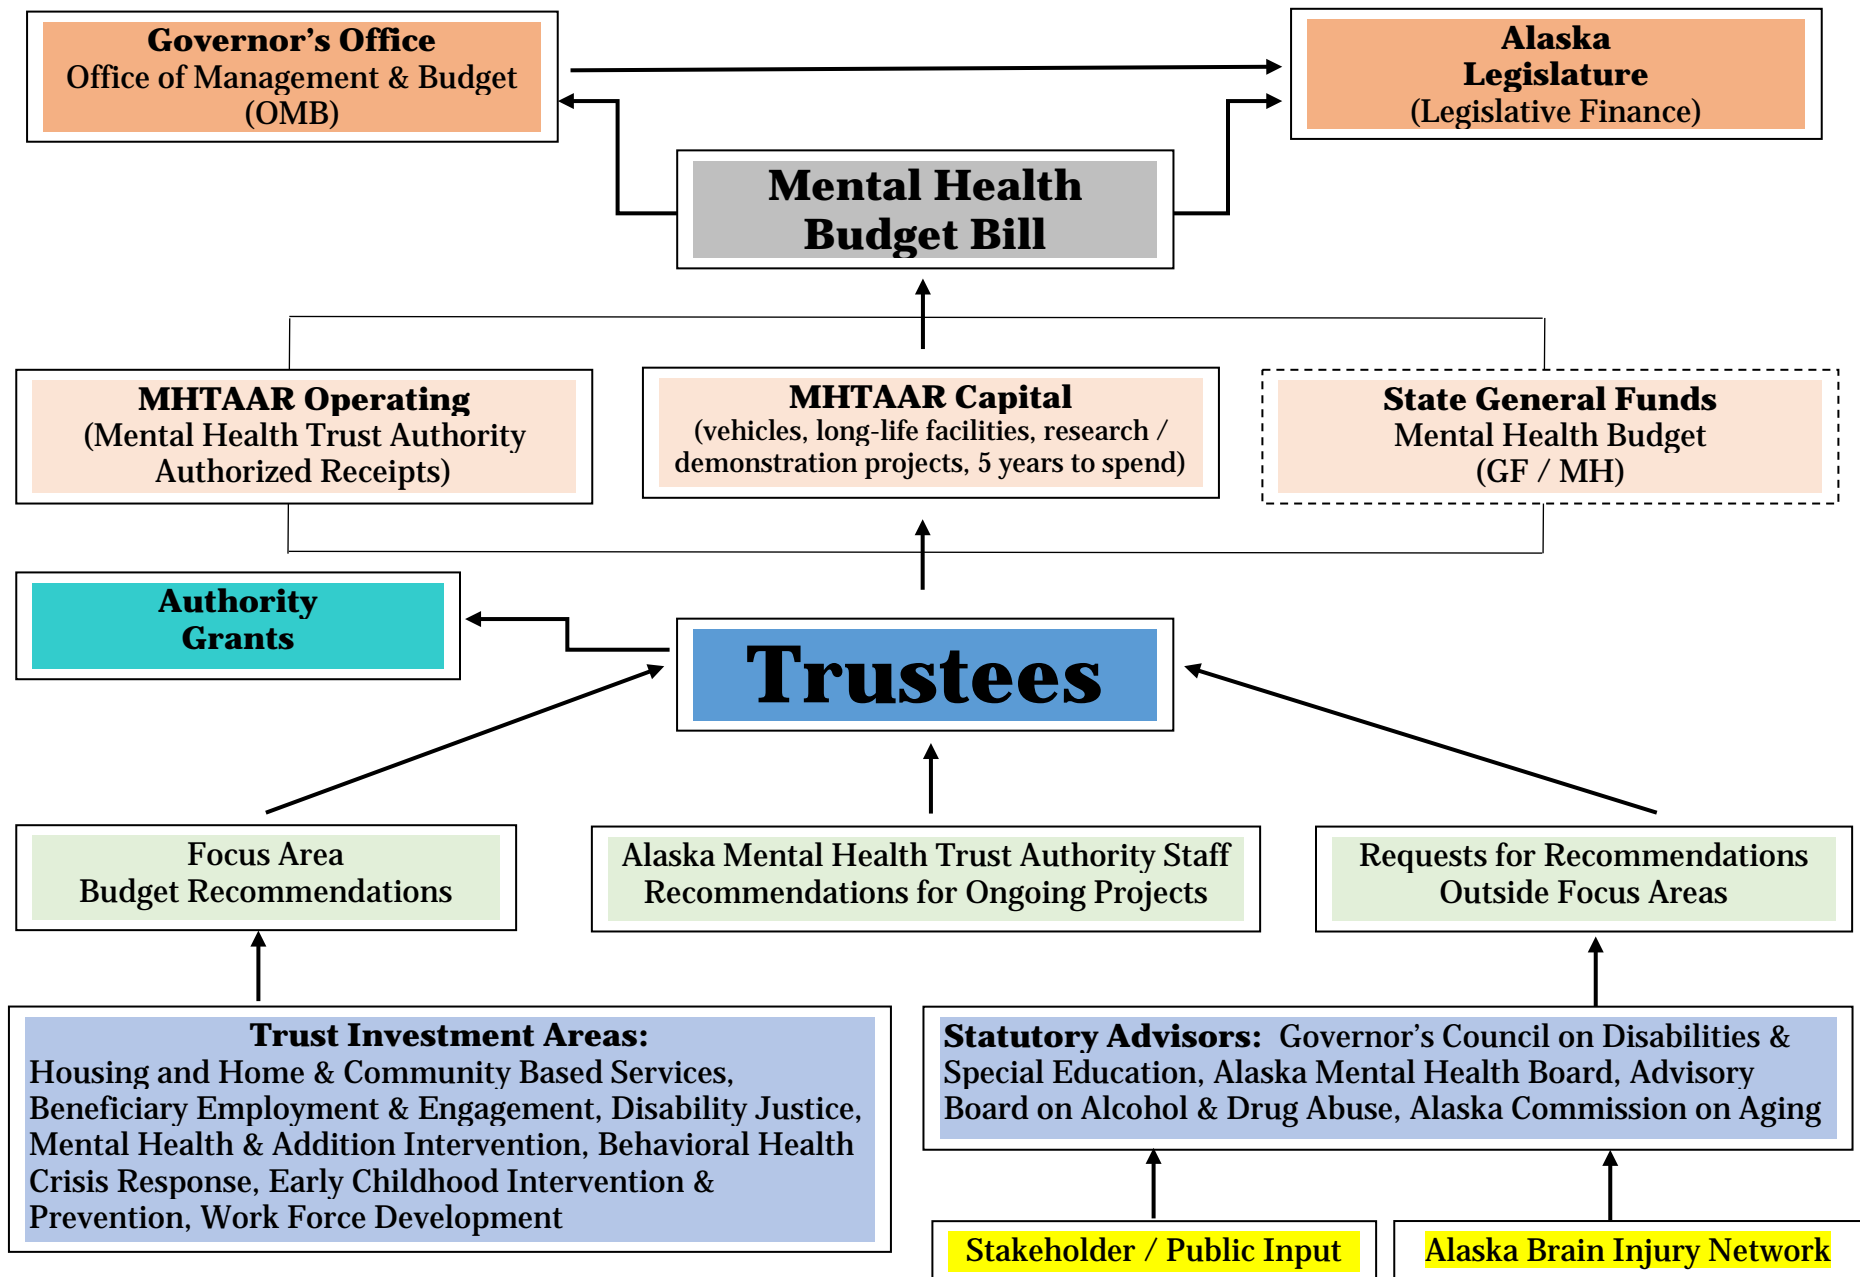 Governor's Office
Office of Management & Budget
(OMB)
Alaska
Legislature
(Legislative Finance)
Mental Health
Budget Bill
MHTAAR Operating
(Mental Health Trust Authority
Authorized Receipts)
MHTAAR Capital
(vehicles, long-life facilities, research /
demonstration projects, 5 years to spend)
State General Funds
Mental Health Budget
(GF / MH)
Authority
Grants
Trustees
Focus Area
Budget Recommendations
Alaska Mental Health Trust Authority Staff
Recommendations for Ongoing Projects
Requests for Recommendations
Outside Focus Areas
Trust Investment Areas:
Housing and Home & Community Based Services,
Beneficiary Employment & Engagement, Disability Justice,
Mental Health & Addition Intervention, Behavioral Health
Crisis Response, Early Childhood Intervention &
Prevention, Work Force Development
Statutory Advisors: Governor's Council on Disabilities &
Special Education, Alaska Mental Health Board, Advisory
Board on Alcohol & Drug Abuse, Alaska Commission on Aging
Stakeholder / Public Input
Alaska Brain Injury Network